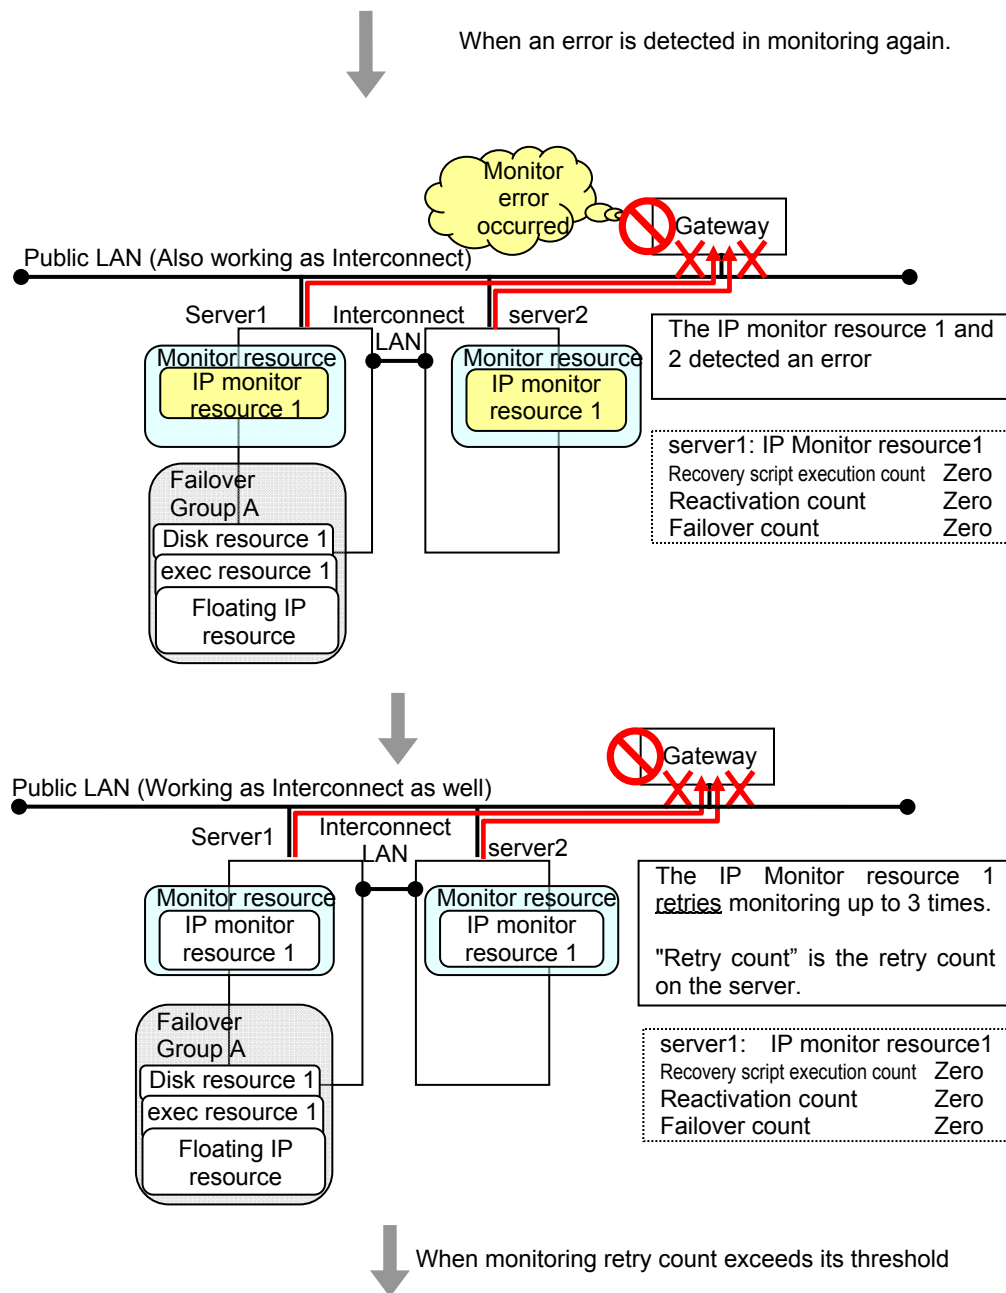 When an error is detected in monitoring again.
Monitor
error
occurred
Gateway
Public LAN (Also working as Interconnect)
Server1
Interconnect
LAN
server2
Monitor resource
IP monitor
resource 1
Monitor resource
IP monitor
resource 1
The IP monitor resource 1 and
2 detected an error
Failover
Group A
Disk resource 1
exec resource 1
Floating IP
resource
server1: IP Monitor resource1
Recovery script execution count Zero
Reactivation count Zero
Failover count Zero
Gateway
Public LAN (Working as Interconnect as well)
Server1
Interconnect
LAN
server2
Monitor resource
IP monitor
resource 1
Monitor resource
IP monitor
resource 1
The IP Monitor resource 1
retries monitoring up to 3 times.
"Retry count” is the retry count
on the server.
Failover
Group A
Disk resource 1
exec resource 1
Floating IP
resource
server1: IP monitor resource1
Recovery script execution count Zero
Reactivation count Zero
Failover count Zero
When monitoring retry count exceeds its threshold